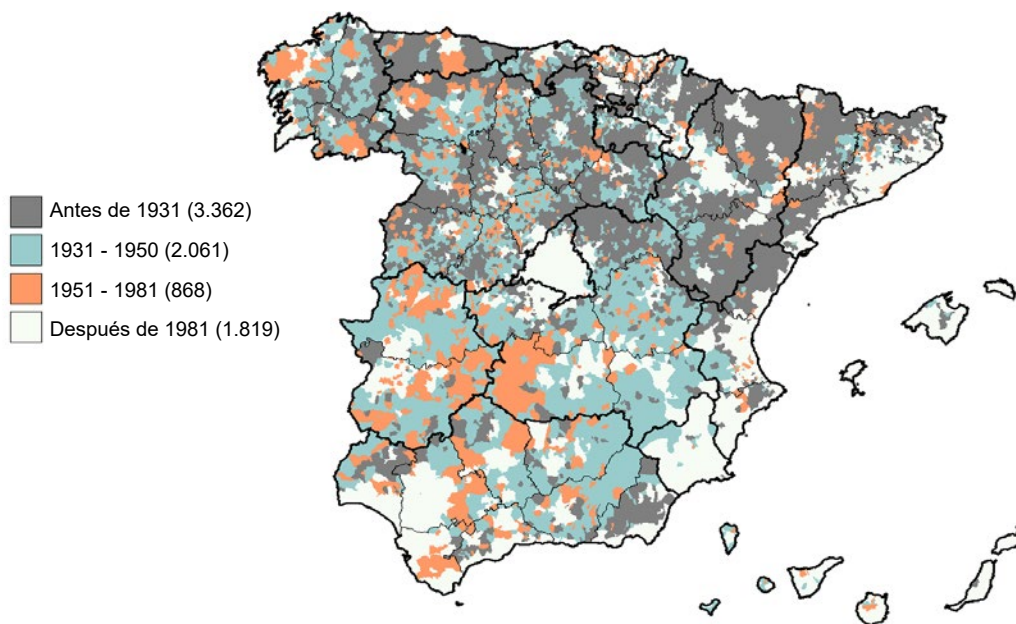 Antes de 1931 (3.362)
1931 - 1950 (2.061)
1951 - 1981 (868)
Después de 1981 (1.819)